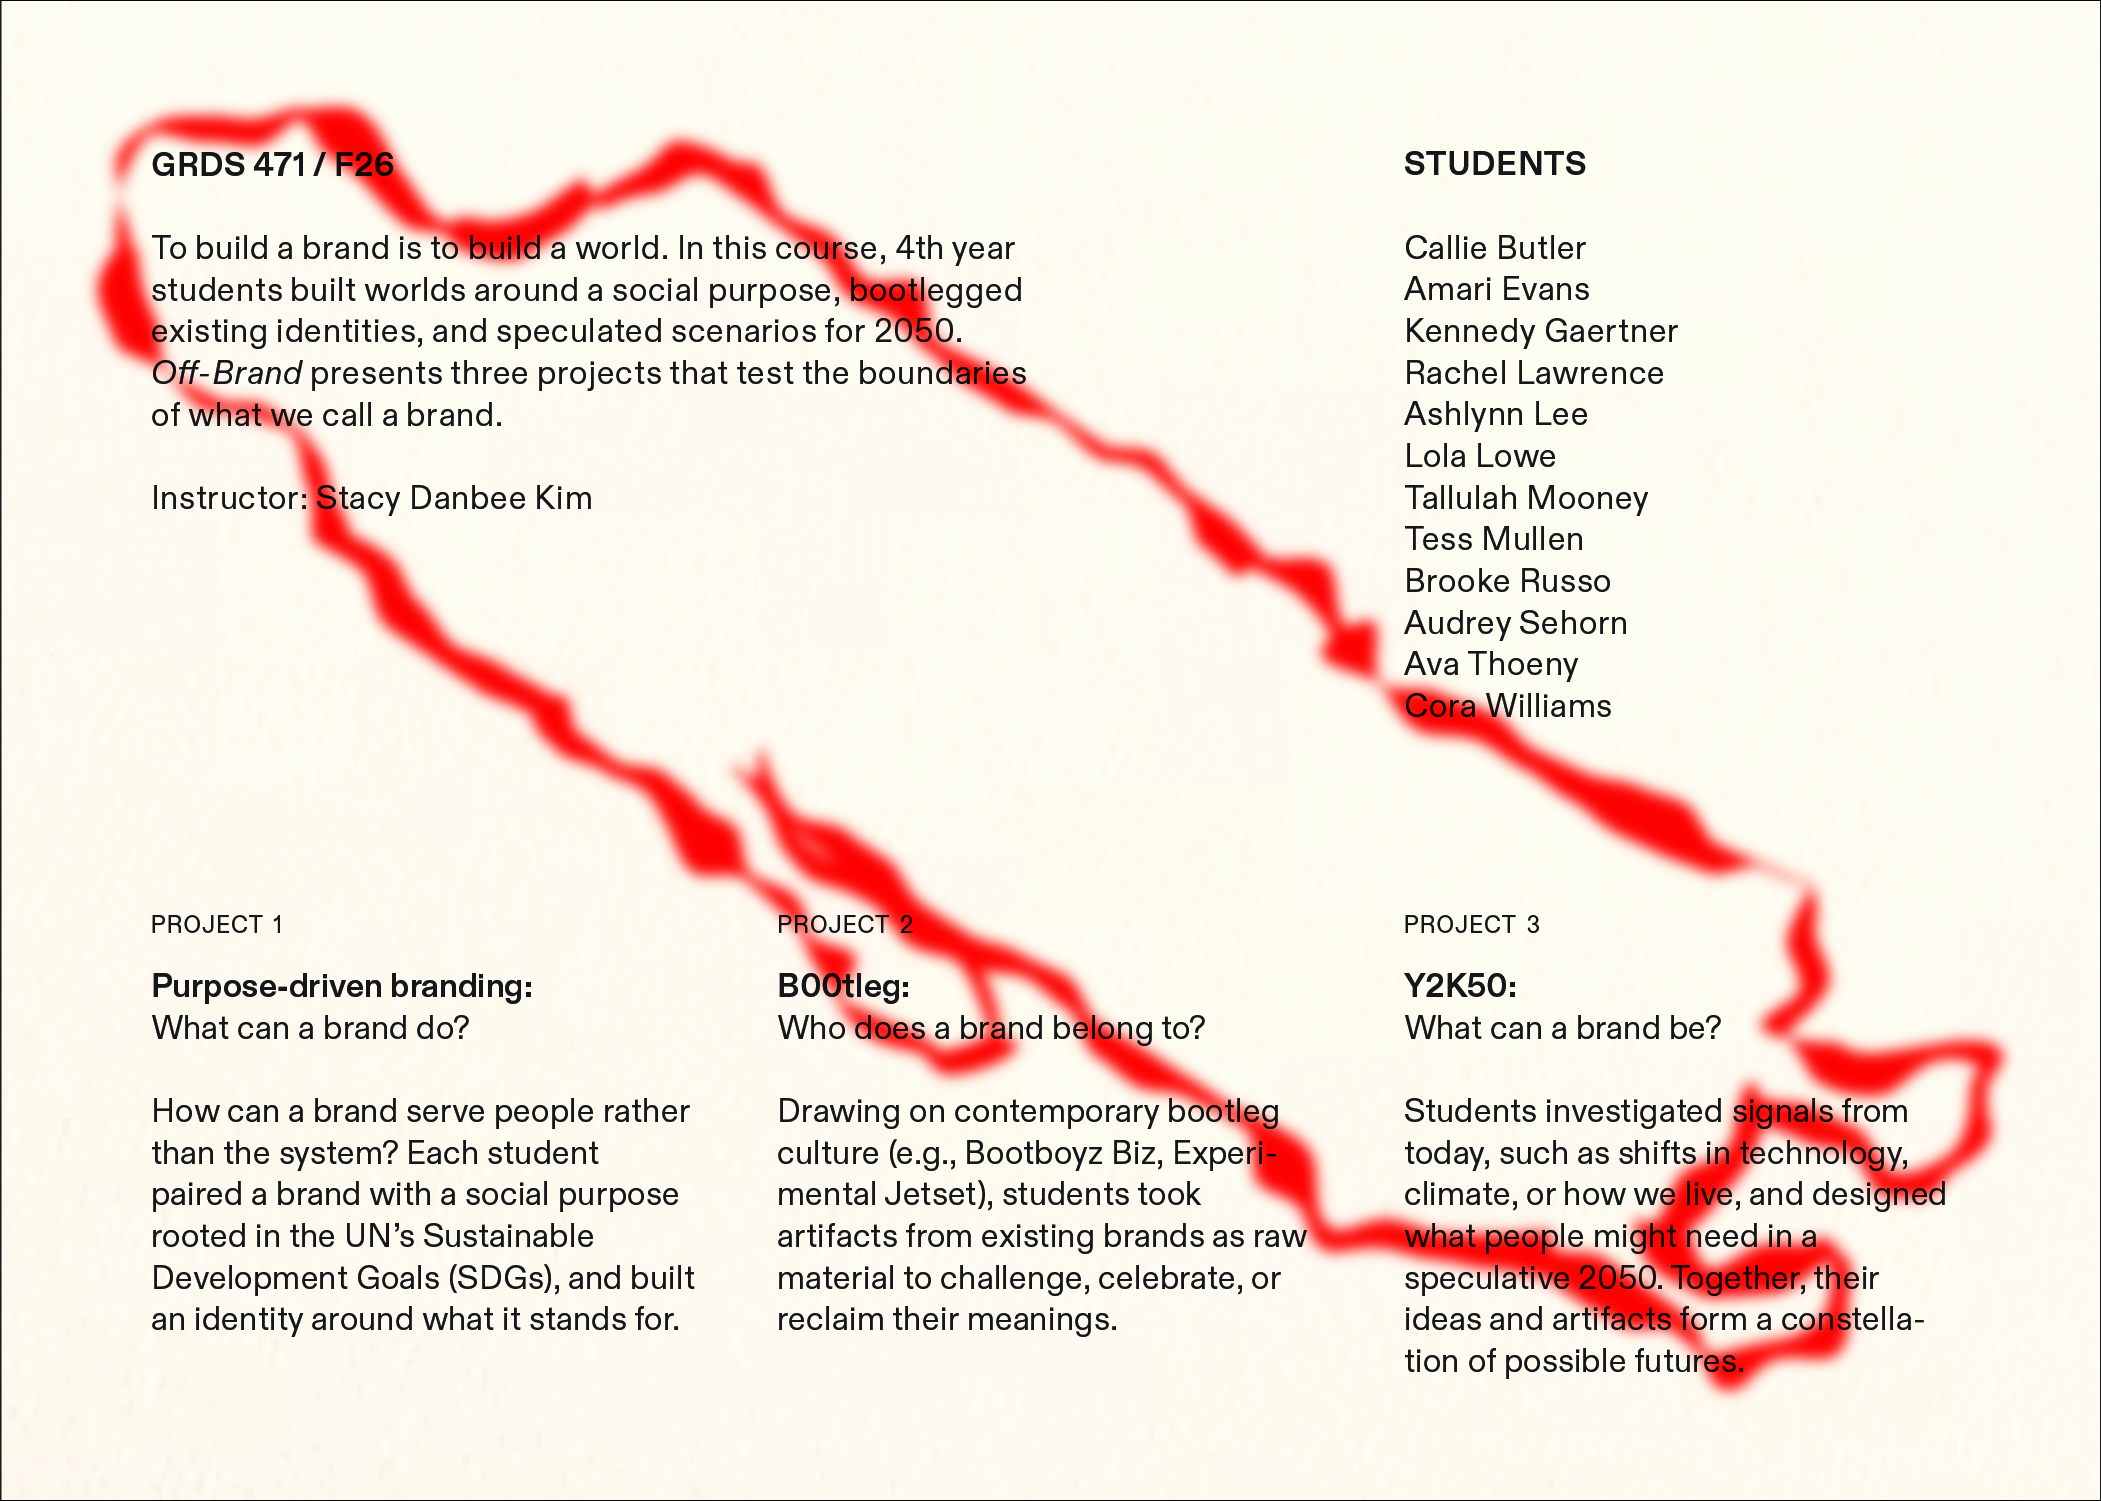 GRDS 471 / F26
To build a brand is to build a world. In this course, 4th year
students built worlds around a social purpose, bootlegged
existing identities, and speculated scenarios for 2050.
Off-Brand presents three projects that test the boundaries
of what we call a brand.
Instructor: Stacy Danbee Kim
STUDENTS
Callie Butler
Amari Evans
Kennedy Gaertner
Rachel Lawrence
Ashlynn Lee
Lola Lowe
Tallulah Mooney
Tess Mullen
Brooke Russo
Audrey Sehorn
Ava Thoeny
Cora Williams
PROJECT 1
Purpose-driven branding:
What can a brand do?
How can a brand serve people rather
than the system? Each student
paired a brand with a social purpose
rooted in the UN’s Sustainable
Development Goals (SDGs), and built
an identity around what it stands for.
PROJECT 2
B00tleg:
Who does a brand belong to?
Drawing on contemporary bootleg
culture (e.g., Bootboyz Biz, Experi-
mental Jetset), students took
artifacts from existing brands as raw
material to challenge, celebrate, or
reclaim their meanings.
PROJECT 3
Y2K50:
What can a brand be?
Students investigated signals from
today, such as shifts in technology,
climate, or how we live, and designed
what people might need in a
speculative 2050. Together, their
ideas and artifacts form a constella-
tion of possible futures.